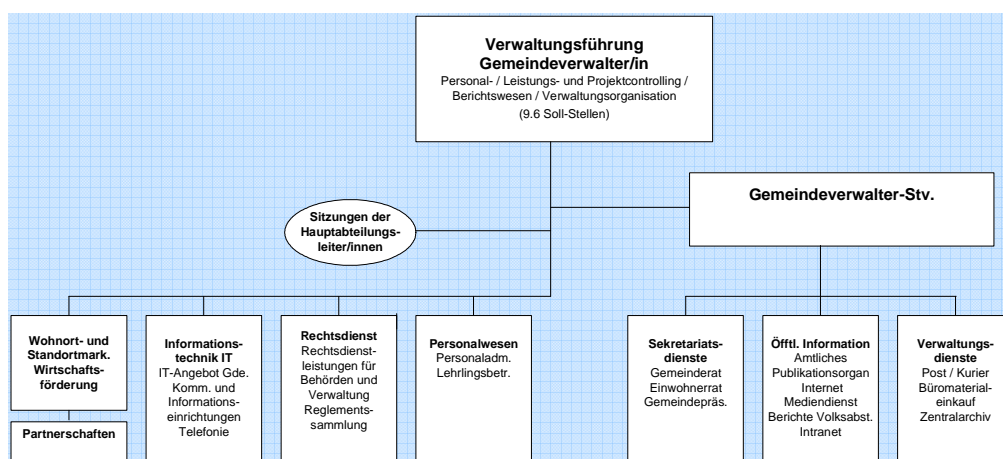 Verwaltungsführung
Gemeindeverwalter/in
Personal- / Leistungs- und Projektcontrolling /
Berichtswesen / Verwaltungsorganisation
(9.6 Soll-Stellen)
Gemeindeverwalter-Stv.
Sitzungen der
Hauptabteilungs-
leiter/innen
Wohnort- und
Standortmark.
Wirtschafts-
förderung
Partnerschaften
Informations-
technik IT
IT-Angebot Gde.
Komm. und
Informations-
einrichtungen
Telefonie
Rechtsdienst
Rechtsdienst-
leistungen für
Behörden und
Verwaltung
Reglements-
sammlung
Personalwesen
Personaladm.
Lehrlingsbetr.
Sekretariats-
dienste
Gemeinderat
Einwohnerrat
Gemeindepräs.
Öfftl. Information
Amtliches
Publikationsorgan
Internet
Mediendienst
Berichte Volksabst.
Intranet
Verwaltungs-
dienste
Post / Kurier
Büromaterial-
einkauf
Zentralarchiv